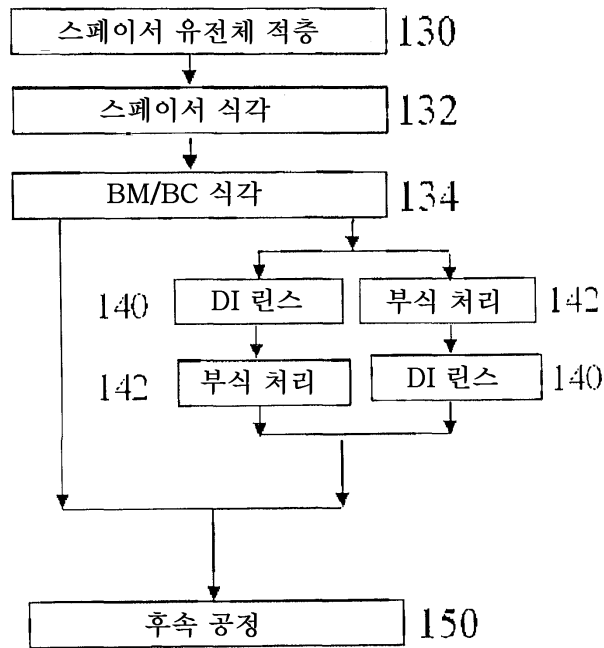 스페이서 유전체 적층 130
스페이서 식각 132
BM/BC 식각 134
140 DI 린스 부식 처리 142
142 부식 처리 DI 린스 140
후속 공정 150